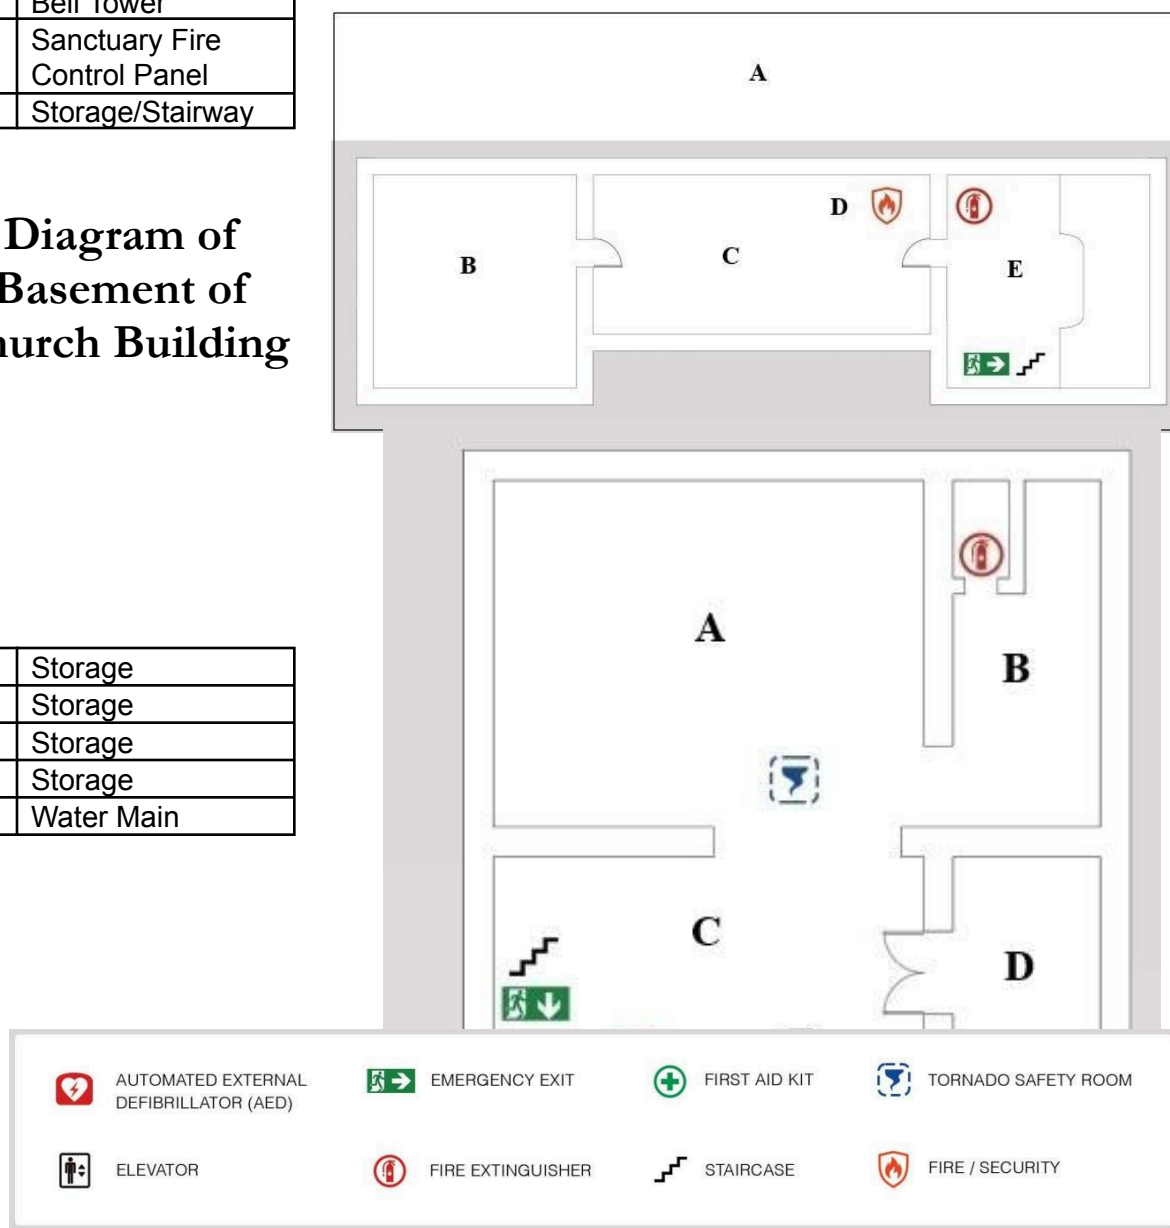 Bell Tower
Sanctuary Fire
Control Panel
Storage/Stairway
A
B
C
D
E
Diagram of
Basement of
hurch Building
A
B
C
D
Storage
Storage
Storage
Storage
Water Main
AUTOMATED EXTERNAL
DEFIBRILLATOR (AED)
EMERGENCY EXIT
FIRST AID KIT
TORNADO SAFETY ROOM
ELEVATOR
FIRE EXTINGUISHER
STAIRCASE
FIRE / SECURITY